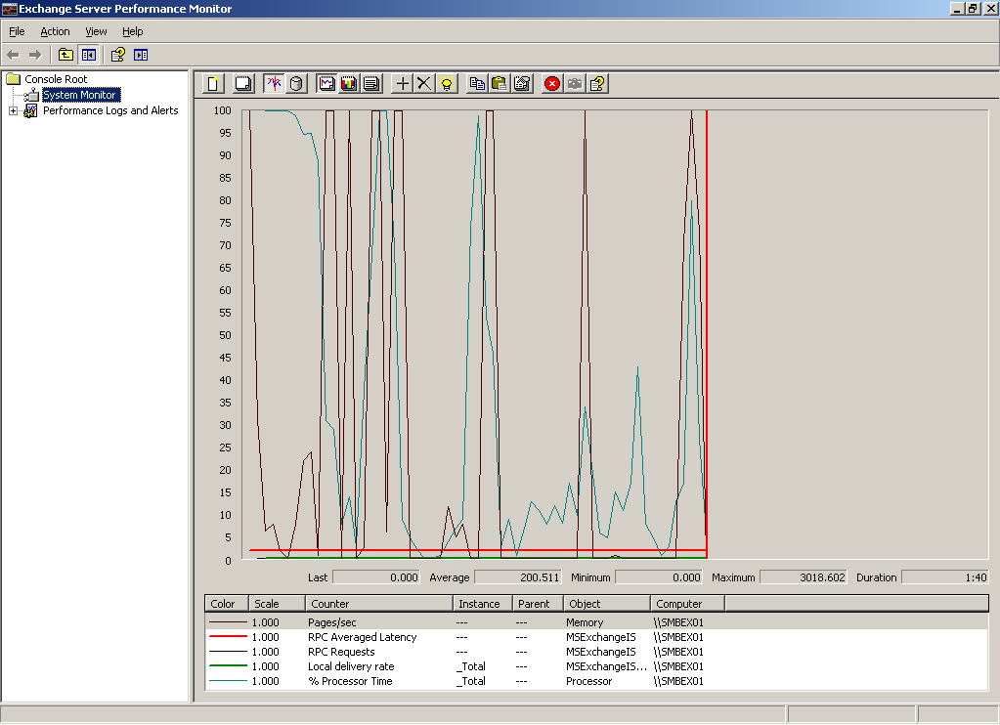 Exchange Server Performance Monitor
File Action View Help
Console Root
System Monitor
Performance Logs and Alerts
100
95
90
85
80
75
70
65
60
55
50
45
40
35
30
25
20
15
10
5
0
Last 0.000 Average 200.511 Minimum 0.000 Maximum 3018.602 Duration 1:40
Color Scale Counter Instance Parent Object Computer
1.000 Pages/sec --- --- Memory \\SMBEX01
1.000 RPC Averaged Latency --- --- MSExchangeIS \\SMBEX01
1.000 RPC Requests --- --- MSExchangeIS \\SMBEX01
1.000 Local delivery rate _Total --- MSExchangeIS... \\SMBEX01
1.000 % Processor Time _Total --- Processor \\SMBEX01